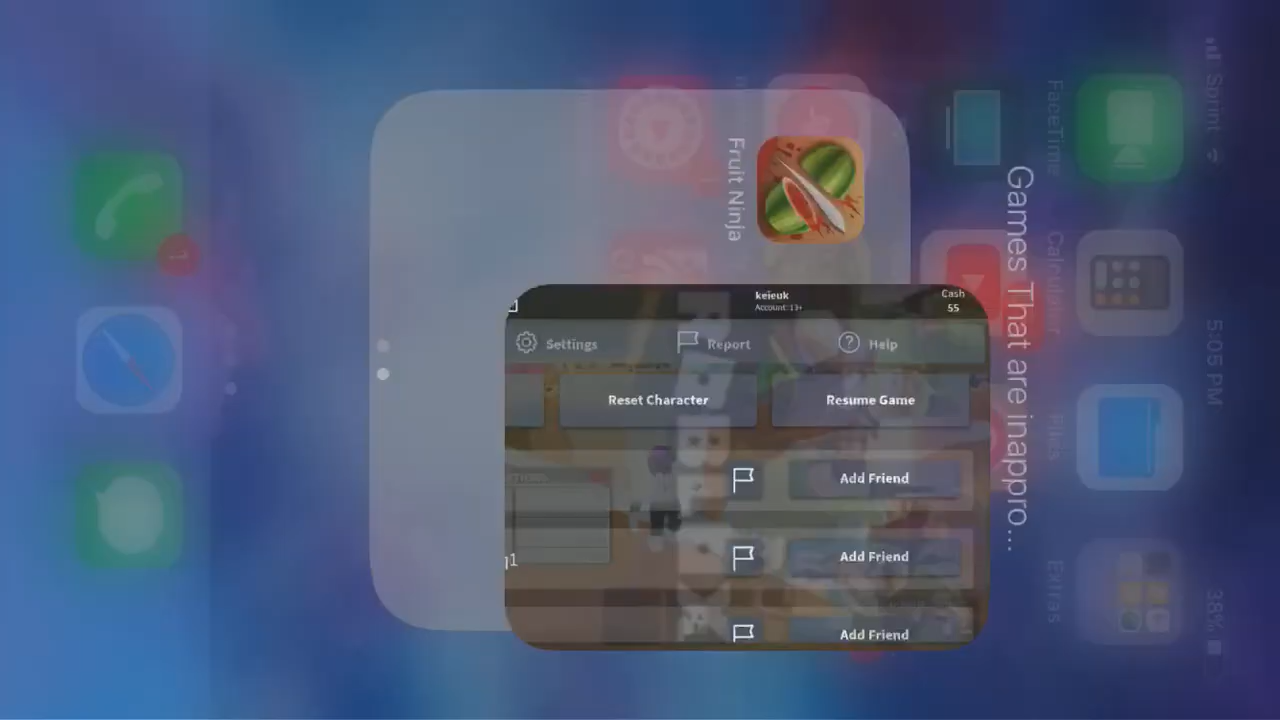 Sprint
5:05 PM
38%
FaceTime
Calculator
Files
Extras
Games That are inappro...
Fruit Ninja
1
keieuk
Account: 13+
Cash
55
Settings
Report
Help
Reset Character
Resume Game
Add Friend
Add Friend
Add Friend